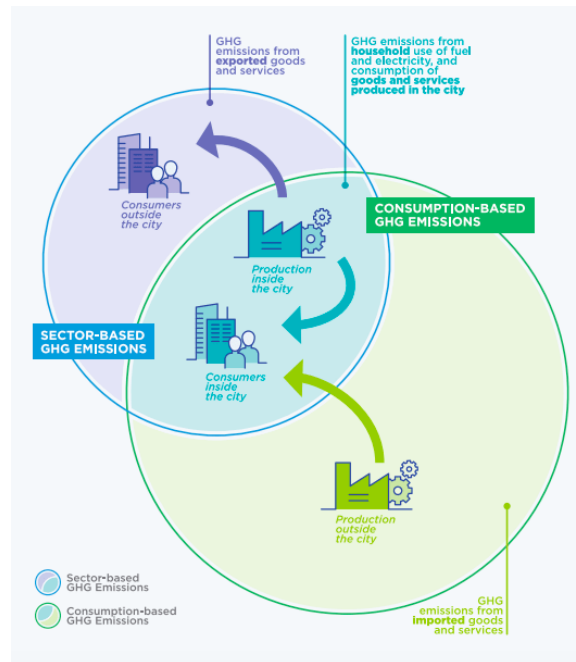 GHG
emissions from
exported goods
and services
GHG emissions from
household use of fuel
and electricity, and
consumption of
goods and services
produced in the city
Consumers
outside
the city
CONSUMPTION-BASED
GHG EMISSIONS
Production
inside
the city
SECTOR-BASED
GHG EMISSIONS
Consumers
inside
the city
Production
outside
the city
Sector-based
GHG Emissions
Consumption-based
GHG Emissions
GHG
emissions from
imported goods
and services